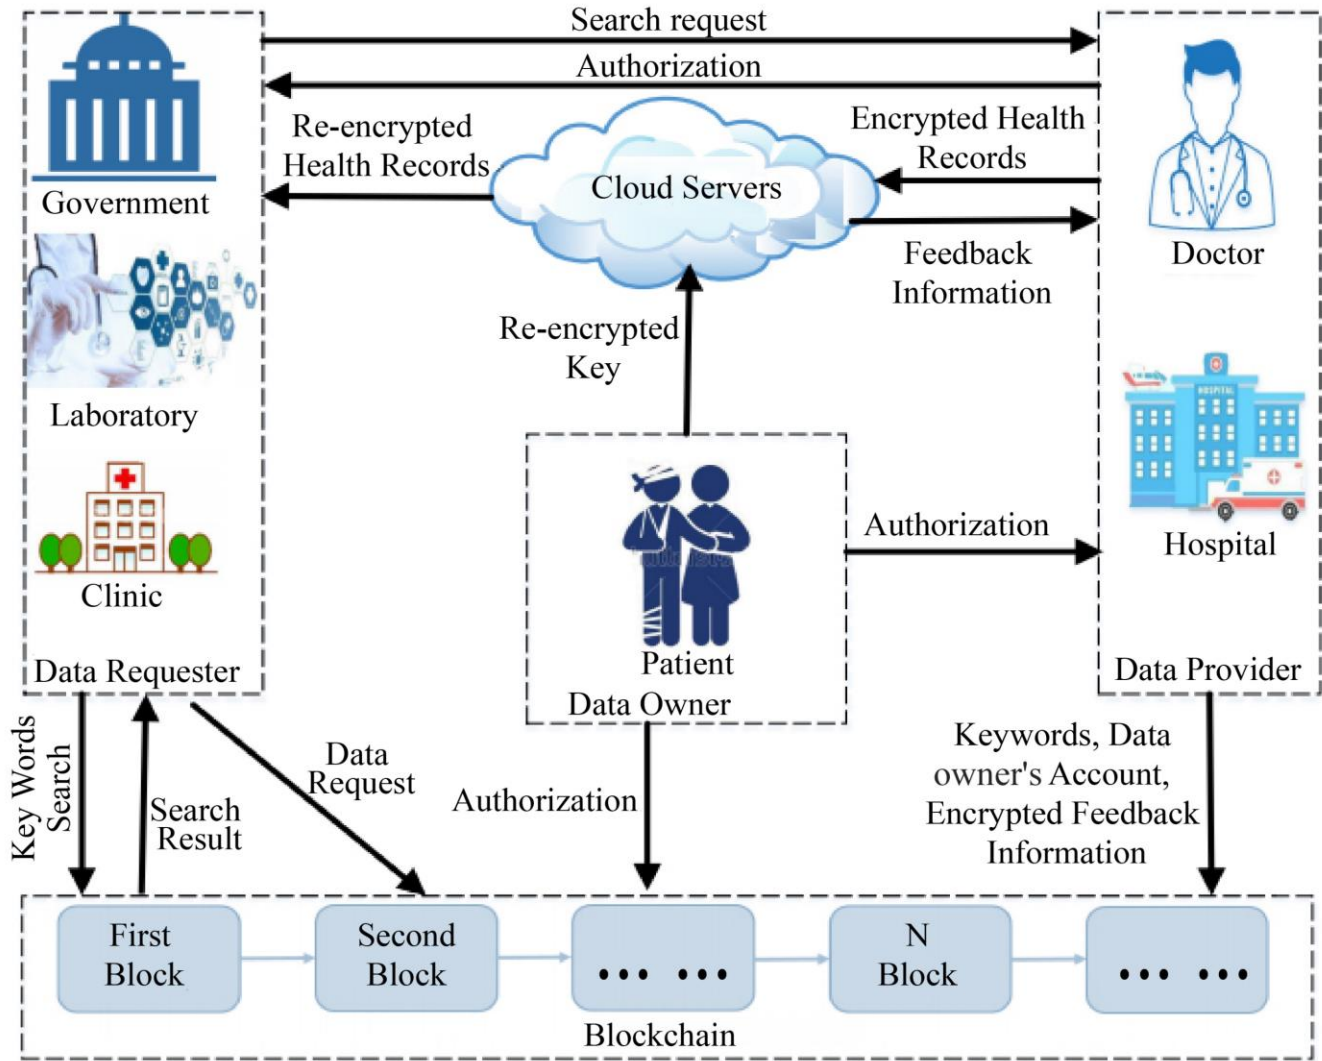 Search request
Authorization
Re-encrypted
Health Records
Cloud Servers
Encrypted Health
Records
Feedback
Information
Government
Laboratory
Clinic
Data Requester
Doctor
HOSPITAL
Hospital
Data Provider
Re-encrypted
Key
Authorization
Patient
Data Owner
Key Words
Search
Search
Result
Data
Request
Authorization
Keywords, Data
owner's Account,
Encrypted Feedback
Information
First
Block
Second
Block
... ...
N
Block
... ...
Blockchain